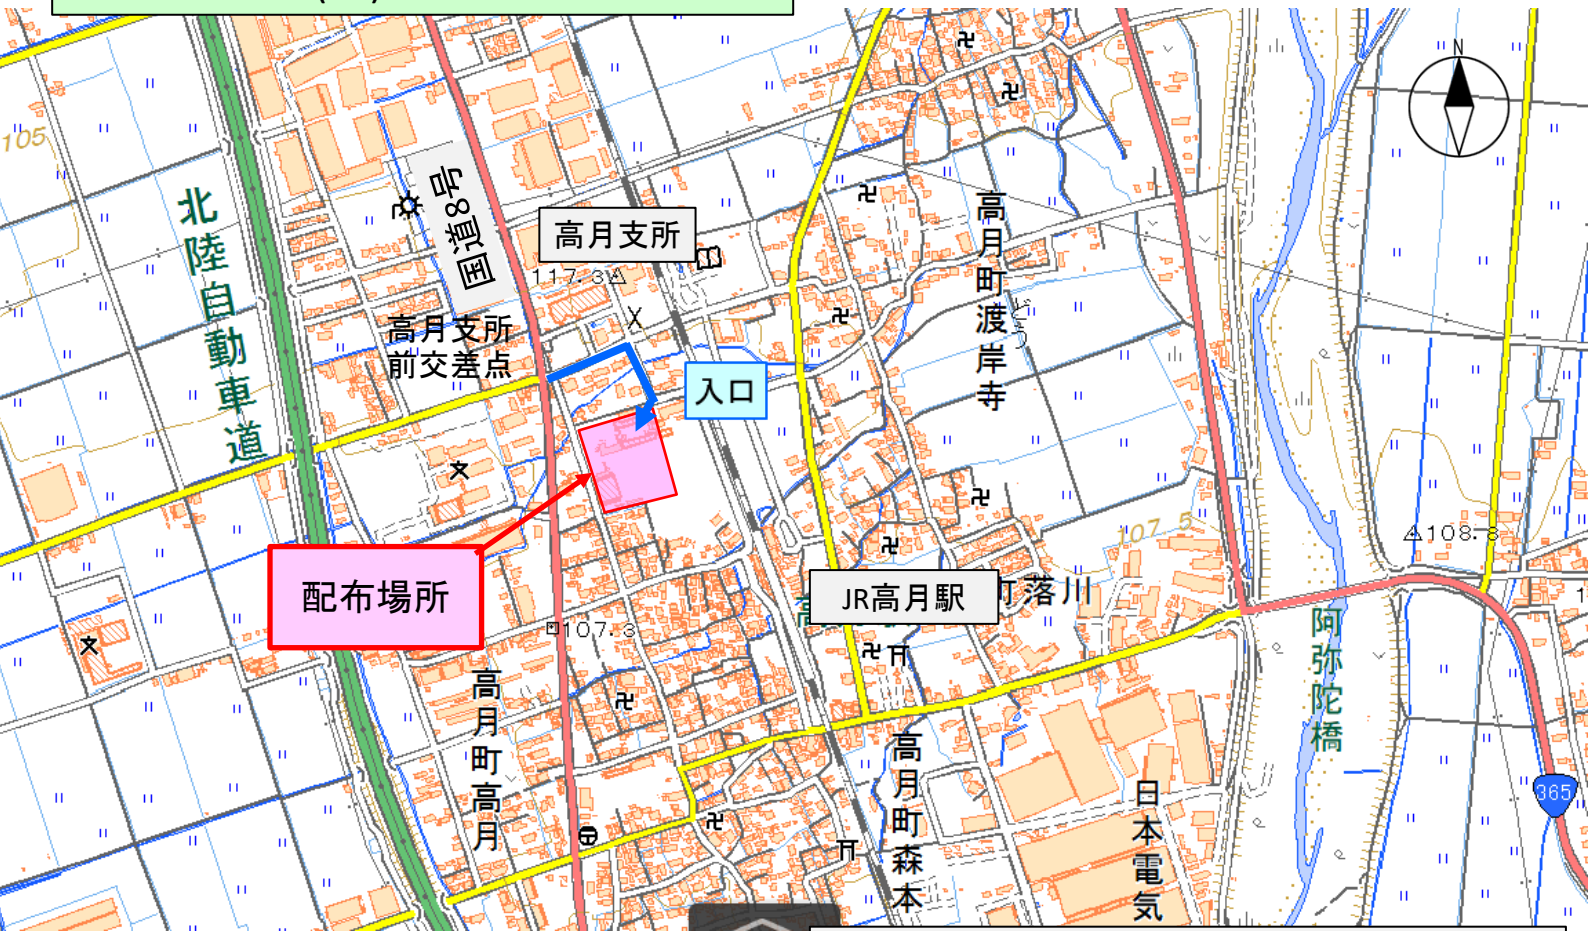 105
北陸自動車道
国道8号
高月支所
117.3
高月支所
前交差点
入口
配布場所
107.3
高月町高月
高月町渡岸寺
どう
N
107.5
108.8
JR高月駅
町落川
阿弥陀橋
高月町森本
日本電気
365